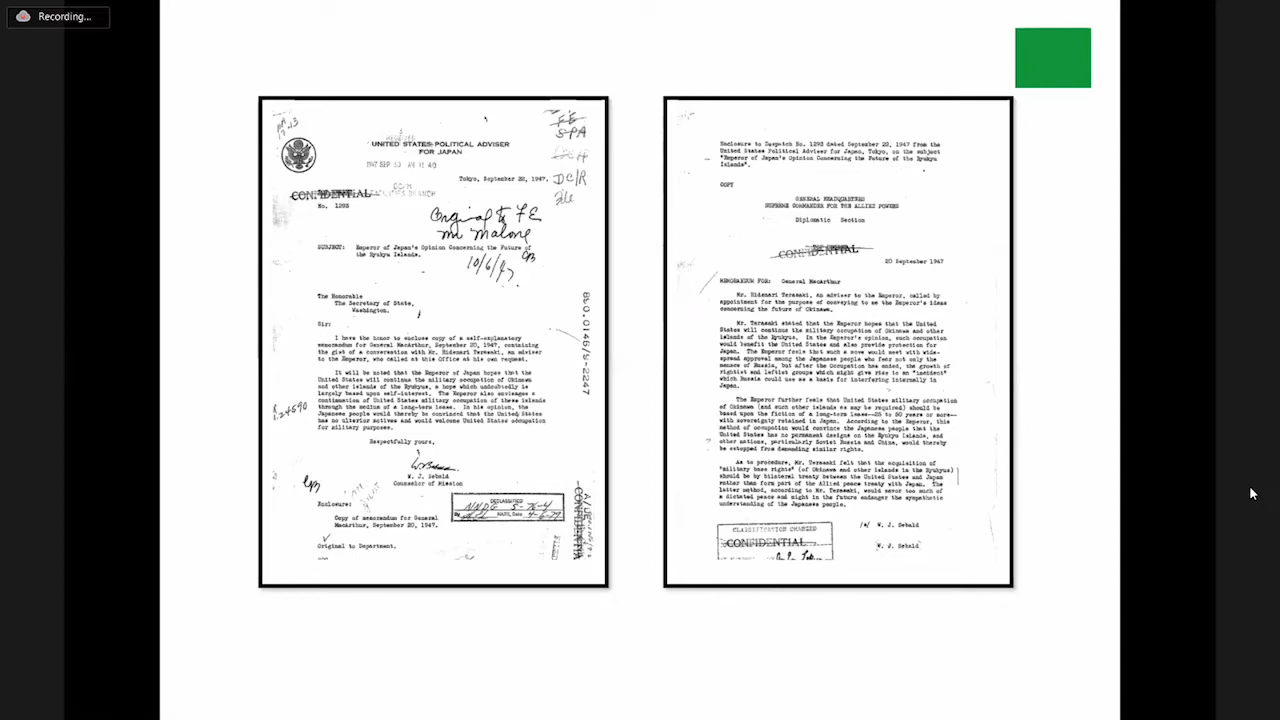 Recording...
UNITED STATES POLITICAL ADVISER
FOR JAPAN
1947 SEP 30 AM 11 40
Tokyo, September 22, 1947.
CONFIDENTIAL
No. 1293
Original to FE
Mr Malone
10/6/47
SUBJECT: Emperor of Japan's Opinion Concerning the Future of
the Ryukyu Islands.
The Honorable
The Secretary of State,
Washington.
Sir:
I have the honor to enclose copy of a self-explanatory
memorandum for General MacArthur, September 20, 1947, containing
the gist of a conversation with Mr. Hidenari Terasaki, an adviser
to the Emperor, who called at this Office at his own request.
It will be noted that the Emperor of Japan hopes that the
United States will continue the military occupation of Okinawa
and other islands of the Ryukyus, a hope which undoubtedly is
largely based upon self-interest. The Emperor also envisages a
continuation of United States military occupation of these islands
through the medium of a long-term lease. In his opinion, the
Japanese people would thereby be convinced that the United States
has no ulterior motives and would welcome United States occupation
for military purposes.
Respectfully yours,
W. J. Sebald
Counselor of Mission
Enclosure:
Copy of memorandum for General
MacArthur, September 20, 1947.
Original to Department.
DECLASSIFIED
FE
SPA
DC/R
file
CONFIDENTIAL
Enclosure to Despatch No. 1293 dated September 22, 1947 from the
United States Political Adviser for Japan, Tokyo, on the subject
"Emperor of Japan's Opinion Concerning the Future of the Ryukyu
Islands".
COPY
GENERAL HEADQUARTERS
SUPREME COMMANDER FOR THE ALLIED POWERS
Diplomatic Section
CONFIDENTIAL
20 September 1947
MEMORANDUM FOR: General MacArthur
Mr. Hidenari Terasaki, an adviser to the Emperor, called by
appointment for the purpose of conveying to me the Emperor's ideas
concerning the future of Okinawa.
Mr. Terasaki stated that the Emperor hopes that the United
States will continue the military occupation of Okinawa and other
islands of the Ryukyus. In the Emperor's opinion, such occupation
would benefit the United States and also provide protection for
Japan. The Emperor feels that such a move would meet with wide-
spread approval among the Japanese people who fear not only the
menace of Russia, but after the Occupation has ended, the growth of
rightist and leftist groups which might give rise to an "incident"
which Russia could use as a basis for interfering internally in
Japan.
The Emperor further feels that United States military occupation
of Okinawa (and such other islands as may be required) should be
based upon the fiction of a long-term lease--25 to 50 years or more--
with sovereignty retained in Japan. According to the Emperor, this
method of occupation would convince the Japanese people that the
United States has no permanent designs on the Ryukyu Islands, and
other nations, particularly Soviet Russia and China, would thereby
be estopped from demanding similar rights.
As to procedure, Mr. Terasaki felt that the acquisition of
"military base rights" (of Okinawa and other islands in the Ryukyus)
should be by bilateral treaty between the United States and Japan
rather than form part of the Allied peace treaty with Japan. The
latter method, according to Mr. Terasaki, would savor too much of
a dictated peace and might in the future endanger the sympathetic
understanding of the Japanese people.
/s/ W. J. Sebald
W. J. Sebald
CLASSIFICATION CHANGED
CONFIDENTIAL